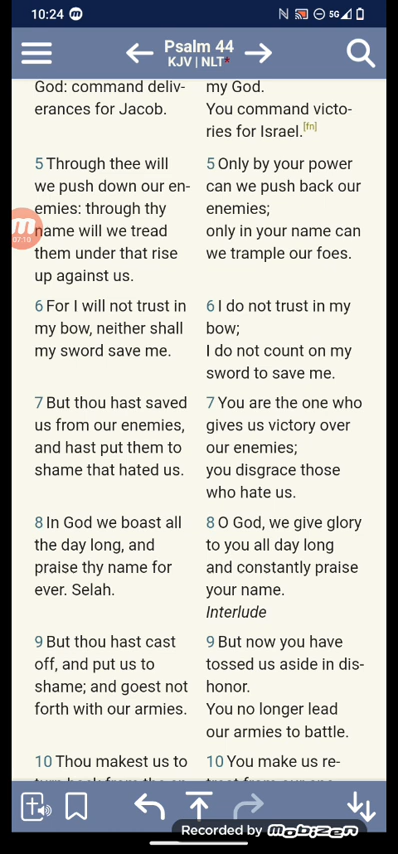 10:24
5G
Psalm 44
KJV | NLT*
God: command deliv-
erances for Jacob.
5 Through thee will
we push down our en-
emies: through thy
name will we tread
them under that rise
up against us.
6 For I will not trust in
my bow, neither shall
my sword save me.
7 But thou hast saved
us from our enemies,
and hast put them to
shame that hated us.
8 In God we boast all
the day long, and
praise thy name for
ever. Selah.
9 But thou hast cast
off, and put us to
shame; and goest not
forth with our armies.
10 Thou makest us to
my God.
You command victo-
ries for Israel.[fn]
5 Only by your power
can we push back our
enemies;
only in your name can
we trample our foes.
6 I do not trust in my
bow;
I do not count on my
sword to save me.
7 You are the one who
gives us victory over
our enemies;
you disgrace those
who hate us.
8 O God, we give glory
to you all day long
and constantly praise
your name.
Interlude
9 But now you have
tossed us aside in dis-
honor.
You no longer lead
our armies to battle.
10 You make us re-
m
07:10
Recorded by mobizen